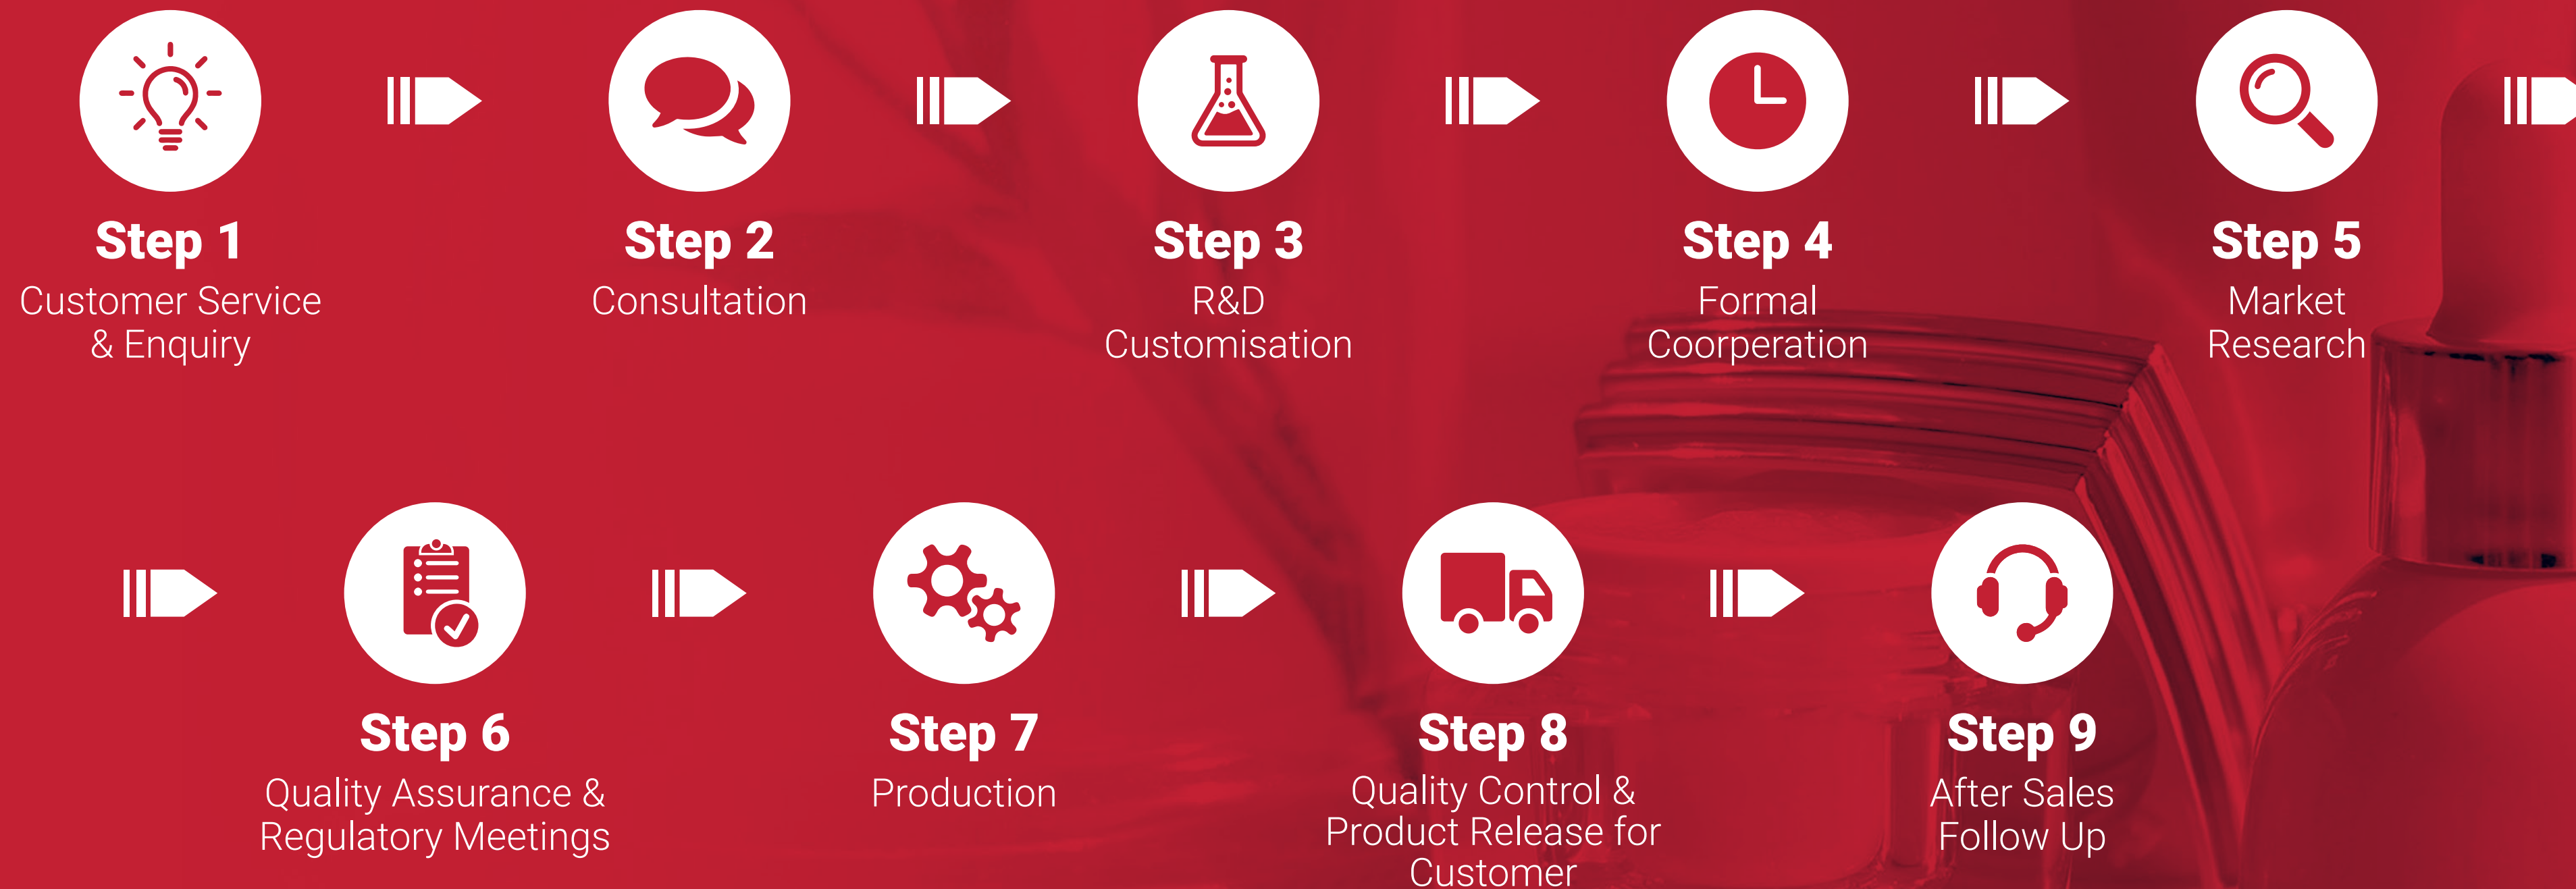 Step 1
Customer Service
& Enquiry
Step 2
Consultation
Step 3
R&D
Customisation
Step 4
Formal
Coorperation
Step 5
Market
Research
Step 6
Quality Assurance &
Regulatory Meetings
Step 7
Production
Step 8
Quality Control &
Product Release for
Customer
Step 9
After Sales
Follow Up